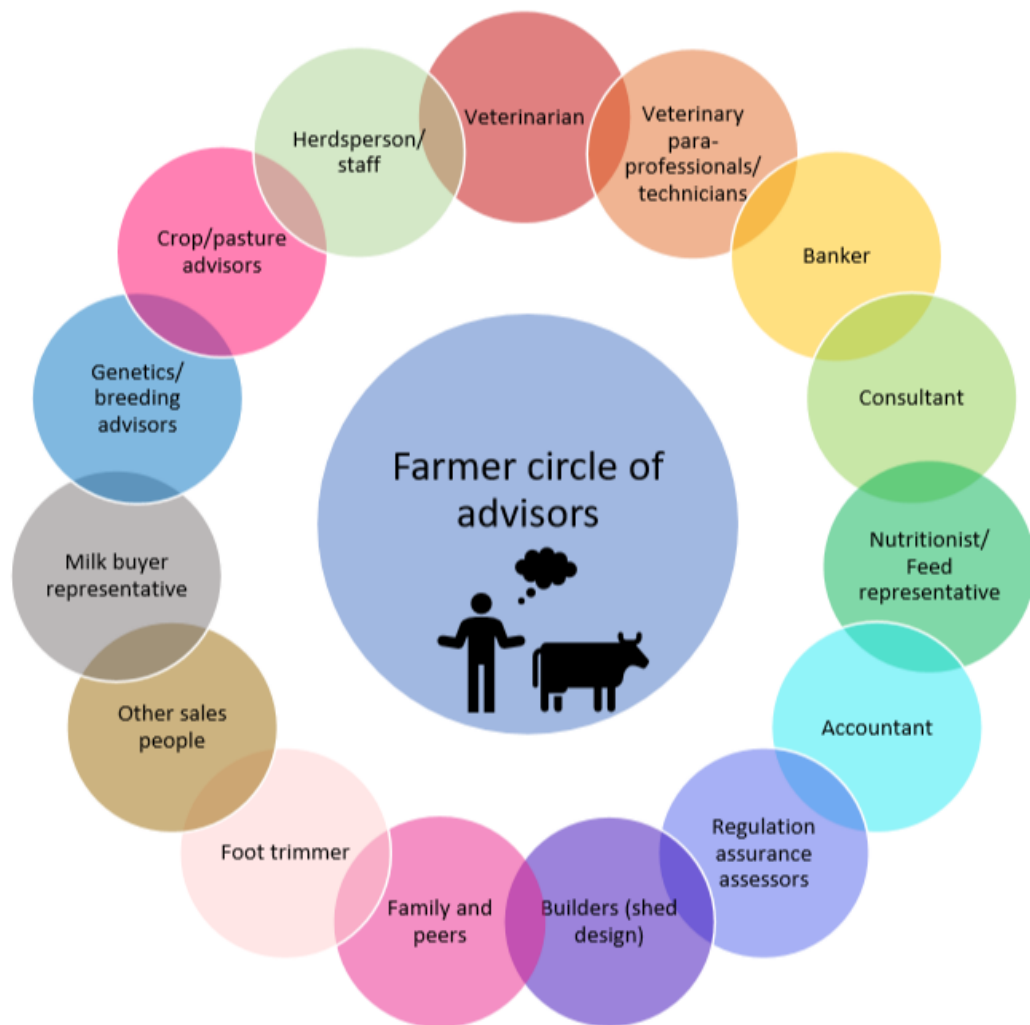 Veterinarian
Veterinary
para-
professionals/
technicians
Banker
Consultant
Nutritionist/
Feed
representative
Accountant
Regulation
assurance
assessors
Builders (shed
design)
Family and
peers
Foot trimmer
Other sales
people
Milk buyer
representative
Genetics/
breeding
advisors
Crop/pasture
advisors
Herdsperson/
staff
Farmer circle of
advisors